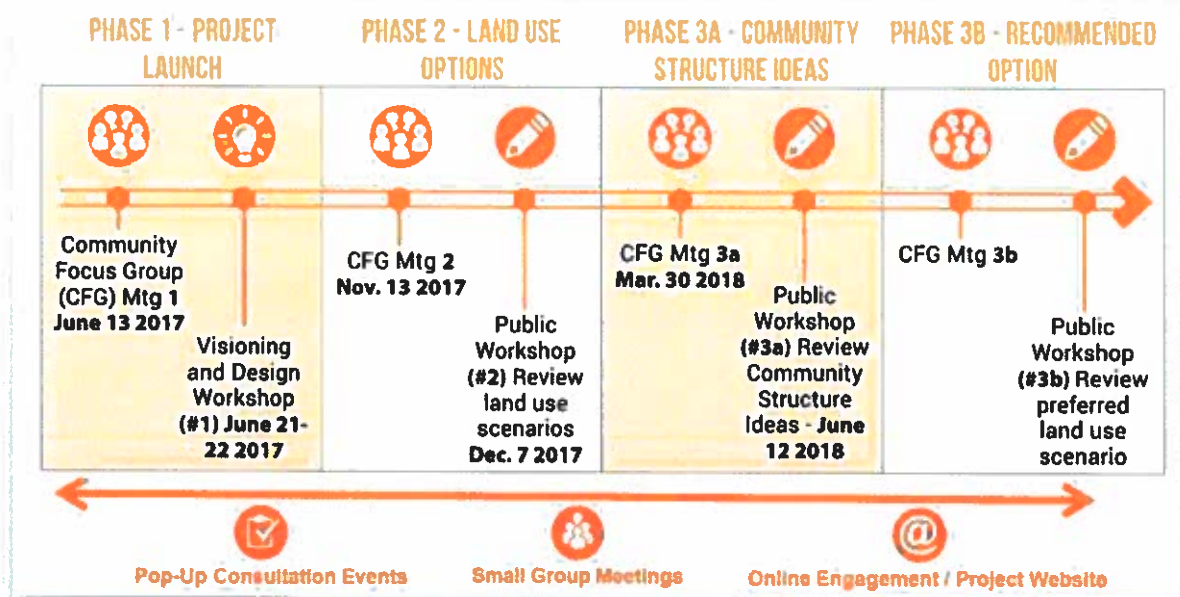 PHASE 1 - PROJECT
LAUNCH
PHASE 2 - LAND USE
OPTIONS
PHASE 3A - COMMUNITY
STRUCTURE IDEAS
PHASE 3B - RECOMMENDED
OPTION
Community
Focus Group
(CFG) Mtg 1
June 13 2017
Visioning
and Design
Workshop
(#1) June 21-
22 2017
CFG Mtg 2
Nov. 13 2017
Public
Workshop
(#2) Review
land use
scenarios
Dec. 7 2017
CFG Mtg 3a
Mar. 30 2018
Public
Workshop
(#3a) Review
Community
Structure
Ideas - June
12 2018
CFG Mtg 3b
Public
Workshop
(#3b) Review
preferred
land use
scenario
@
Pop-Up Consultation Events
Small Group Meetings
Online Engagement / Project Website